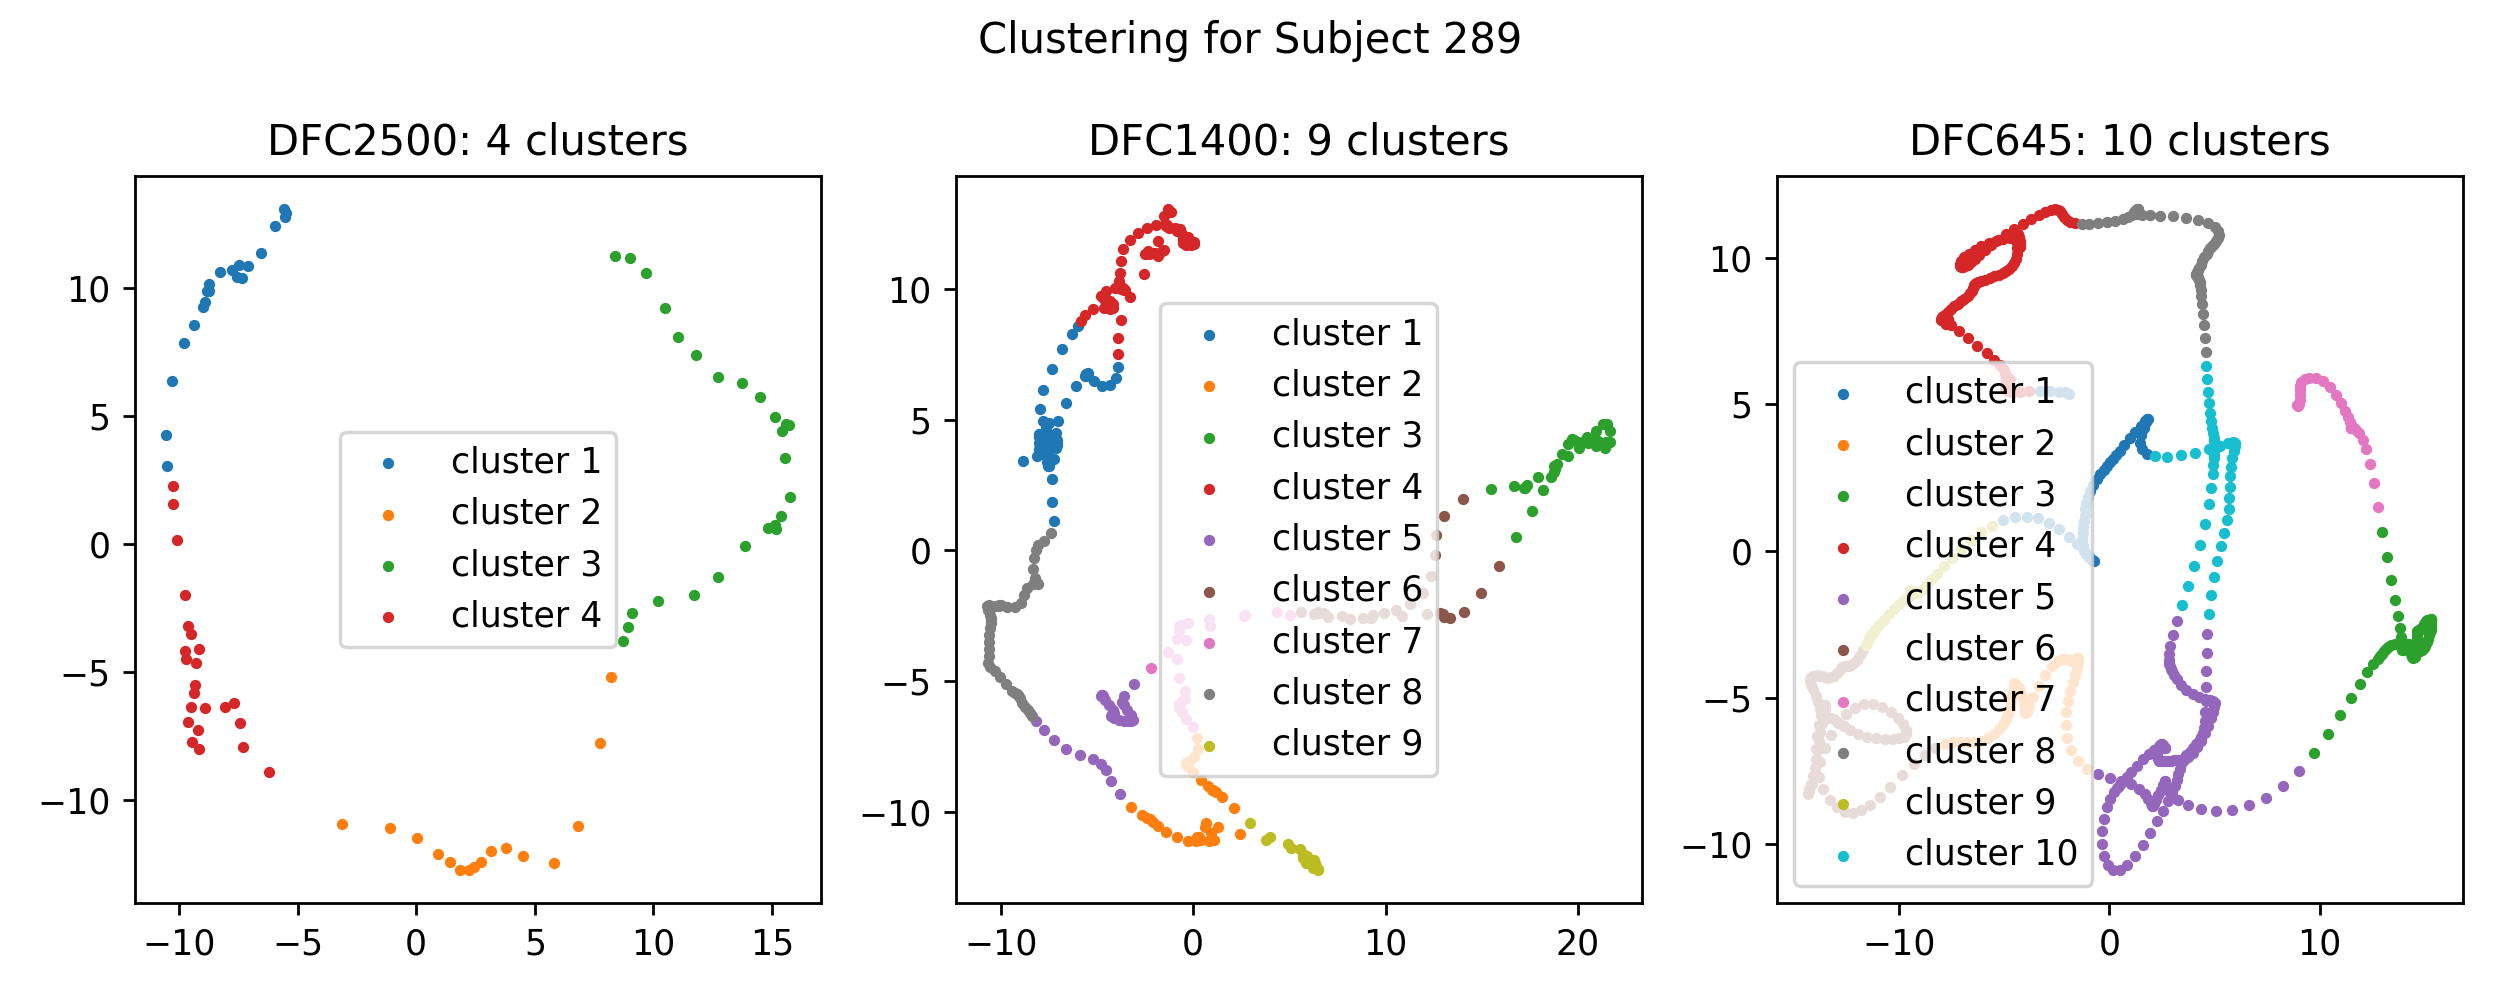 Clustering for Subject 289
DFC2500: 4 clusters
10
5
0
−5
−10
cluster 1
cluster 2
cluster 3
cluster 4
−10
−5
0
5
10
15
DFC1400: 9 clusters
10
5
0
−5
−10
cluster 1
cluster 2
cluster 3
cluster 4
cluster 5
cluster 6
cluster 7
cluster 8
cluster 9
−10
0
10
20
DFC645: 10 clusters
10
5
0
−5
−10
cluster 1
cluster 2
cluster 3
cluster 4
cluster 5
cluster 6
cluster 7
cluster 8
cluster 9
cluster 10
−10
0
10